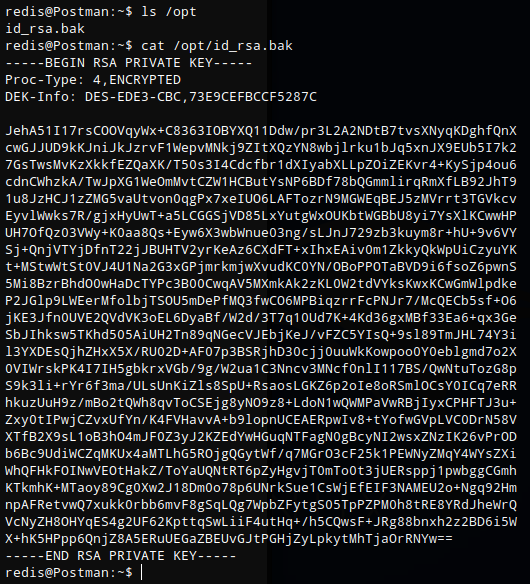 redis@Postman:~$ ls /opt
id_rsa.bak
redis@Postman:~$ cat /opt/id_rsa.bak
-----BEGIN RSA PRIVATE KEY-----
Proc-Type: 4,ENCRYPTED
DEK-Info: DES-EDE3-CBC,73E9CEFBCCF5287C

JehA51I17rsCOOVqyWx+C8363IOBYXQ11Ddw/pr3L2A2NDtB7tvsXNyqKDghfQnX
cwGJJUD9kKJniJkJzrvF1WepvMNkj9ZItXQzYN8wbjlrku1bJq5xnJX9EUb5I7k2
7GsTwsMvKzXkkfEZQaXK/T50s3I4Cdcfbr1dXIyabXLLpZOiZEKvr4+KySjp4ou6
cdnCWhzkA/TwJpXG1WeOmMvtCZW1HCButYsNP6BDf78bQGmmlirqRmXfLB92JhT9
1u8JzHCJ1zZMG5vaUtvon0qgPx7xeIUO6LAFTozrN9MGWEqBEJ5zMVrrt3TGVkcv
EyvlWwks7R/gjxHyUwT+a5LCGGSjVD85LxYutgWxOUKbtWGBbU8yi7YsXlKCwwHP
UH7OfQz03VWy+K0aa8Qs+Eyw6X3wbWnue03ng/sLJnJ729zb3kuym8r+hU+9v6VY
Sj+QnjVTYjDfnT22jJBUHTV2yrKeAz6CXdFT+xIhxEAiv0m1ZkkyQkWpUiCzyuYK
t+MStwWtSt0VJ4U1Na2G3xGPjmrkmjwXvudKC0YN/OBoPPOTaBVD9i6fsoZ6pwnS
5Mi8BzrBhdO0wHaDcTYPc3B00CwqAV5MXmkAk2zKL0W2tdVYksKwxKCwGmWlpdke
P2JGlp9LWEerMfolbjTSOU5mDePfMQ3fwCO6MPBiqzrrFcPNJr7/McQECb5sf+O6
jKE3Jfn0UVE2QVdVK3oEL6DyaBf/W2d/3T7q10Ud7K+4Kd36gxMBf33Ea6+qx3Ge
SbJIhksw5TKhd505AiUH2Tn89qNGecVJEbjKeJ/vFZC5YIsQ+9sl89TmJHL74Y3i
l3YXDEsQjhZHxX5X/RU02D+AF07p3BSRjhD30cjj0uuWkKowpoo0Y0eblgmd7o2X
0VIWrskPK4I7IH5gbkrxVGb/9g/W2ua1C3Nncv3MNcf0nlI117BS/QwNtuTozG8p
S9k3li+rYr6f3ma/ULsUnKiZls8SpU+RsaosLGKZ6p2oIe8oRSmlOCsY0ICq7eRR
hkuzUuH9z/mBo2tQWh8qvToCSEjg8yNO9z8+LdoN1wQWMPaVwRBjIyxCPHFTJ3u+
Zxy0tIPwjCZvxUfYn/K4FVHavvA+b9lopnUCEAERpwIv8+tYofwGVpLVC0DrN58V
XTfB2X9sL1oB3hO4mJF0Z3yJ2KZEdYwHGuqNTFagN0gBcyNI2wsxZNzIK26vPrOD
b6Bc9UdiWCZqMKUx4aMTLhG5ROjgQGytWf/q7MGrO3cF25k1PEWNyZMqY4WYsZXi
WhQFHkFOINwVEOtHakZ/ToYaUQNtRT6pZyHgvjT0mTo0t3jUERsppj1pwbggCGmh
KTkmhK+MTaoy89Cg0Xw2J18Dm0o78p6UNrkSue1CsWjEfEIF3NAMEU2o+Ngq92Hm
npAFRetvwQ7xukk0rbb6mvF8gSqLQg7WpbZFytgS05TpPZPM0h8tRE8YRdJheWrQ
VcNyZH8OHYqES4g2UF62KpttqSwLiiF4utHq+/h5CQwsF+JRg88bnxh2z2BD6i5W
X+hK5HPpp6QnjZ8A5ERuUEGaZBEUvGJtPGHjZyLpkytMhTjaOrRNYw==
-----END RSA PRIVATE KEY-----
redis@Postman:~$